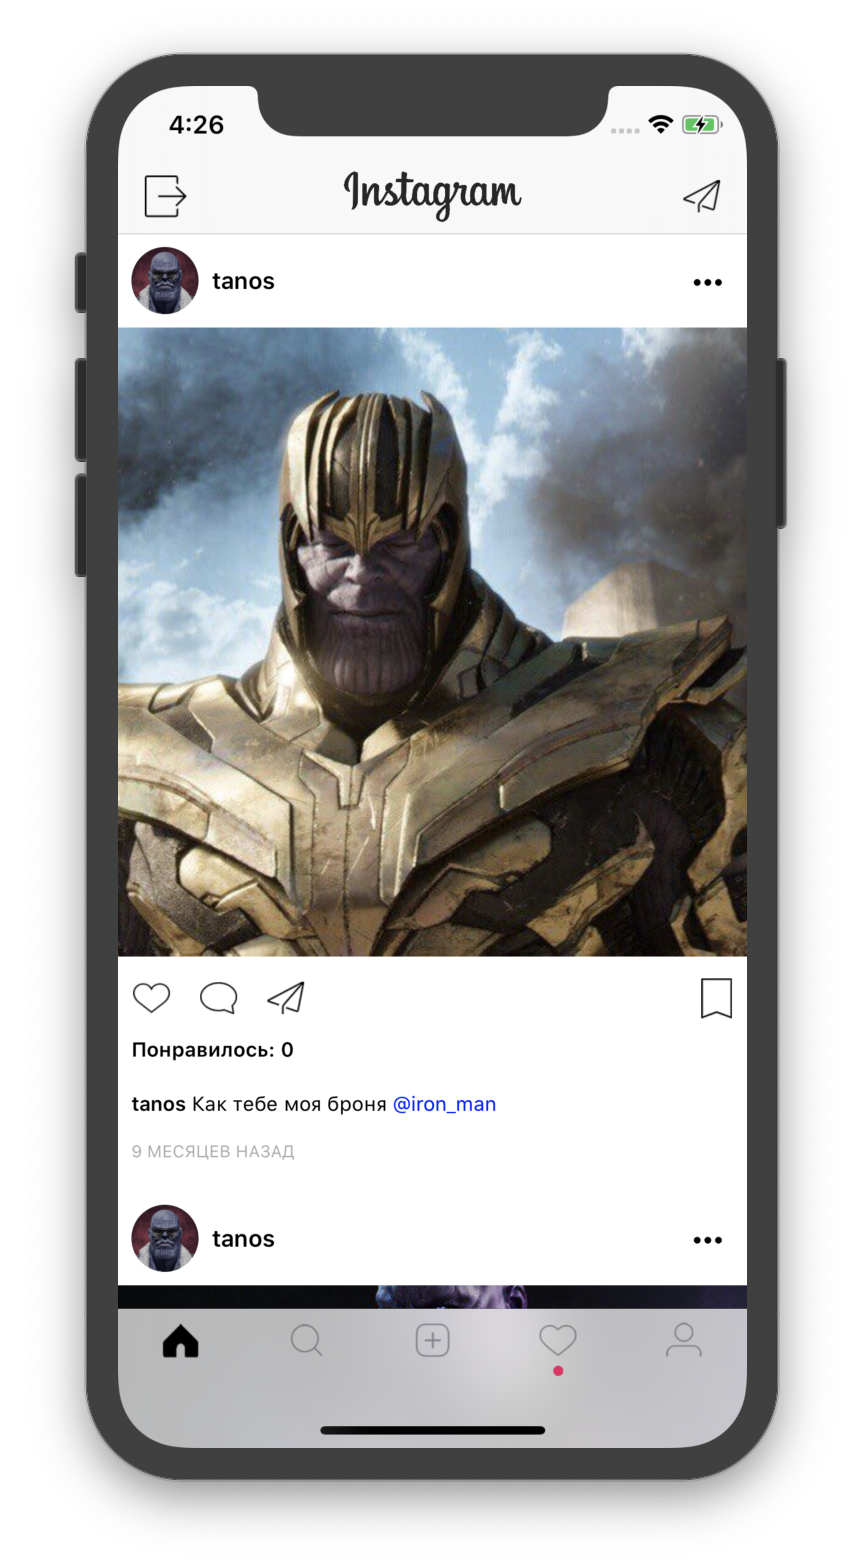 4:26
Instagram
tanos
Понравилось: 0
tanos Как тебе моя броня @iron_man
9 МЕСЯЦЕВ НАЗАД
tanos